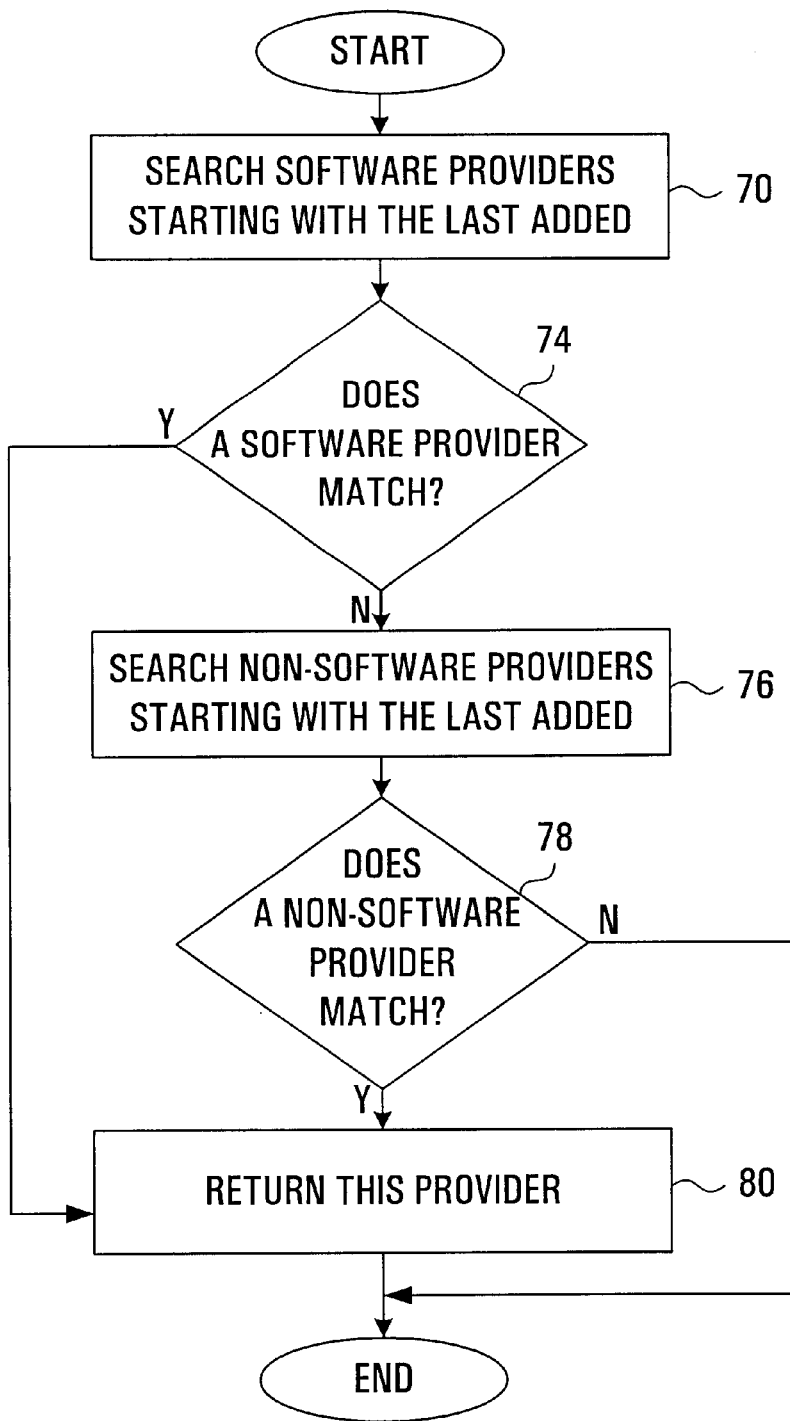 START
SEARCH SOFTWARE PROVIDERS
STARTING WITH THE LAST ADDED
70
74
DOES
A SOFTWARE PROVIDER
MATCH?
Y
N
SEARCH NON-SOFTWARE PROVIDERS
STARTING WITH THE LAST ADDED
76
78
DOES
A NON-SOFTWARE
PROVIDER
MATCH?
N
Y
RETURN THIS PROVIDER
80
END